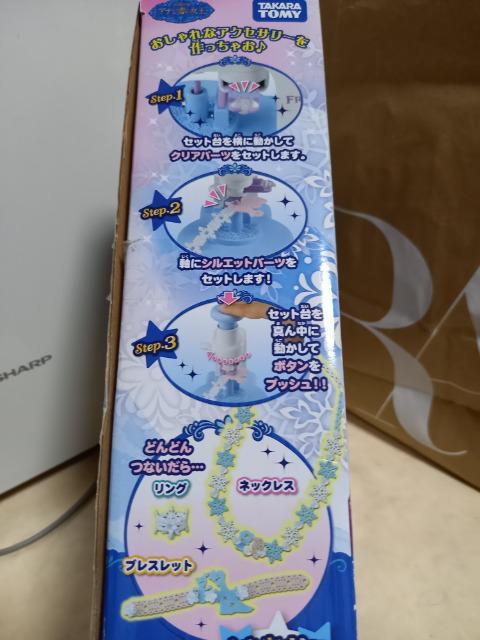 アナと雪の女王
TAKARA
TOMY
おしゃれなアクセサリーを
作っちゃお♪
Step.1
FR
セット台を横に動かして
クリアパーツをセットします。
Step.2
軸にシルエットパーツを
セットします!
Step.3
セット台を
真ん中に
動かして
ボタンを
プッシュ!!
SHARP
どんどん
つないだら…
リング
ネックレス
ブレスレット
RA